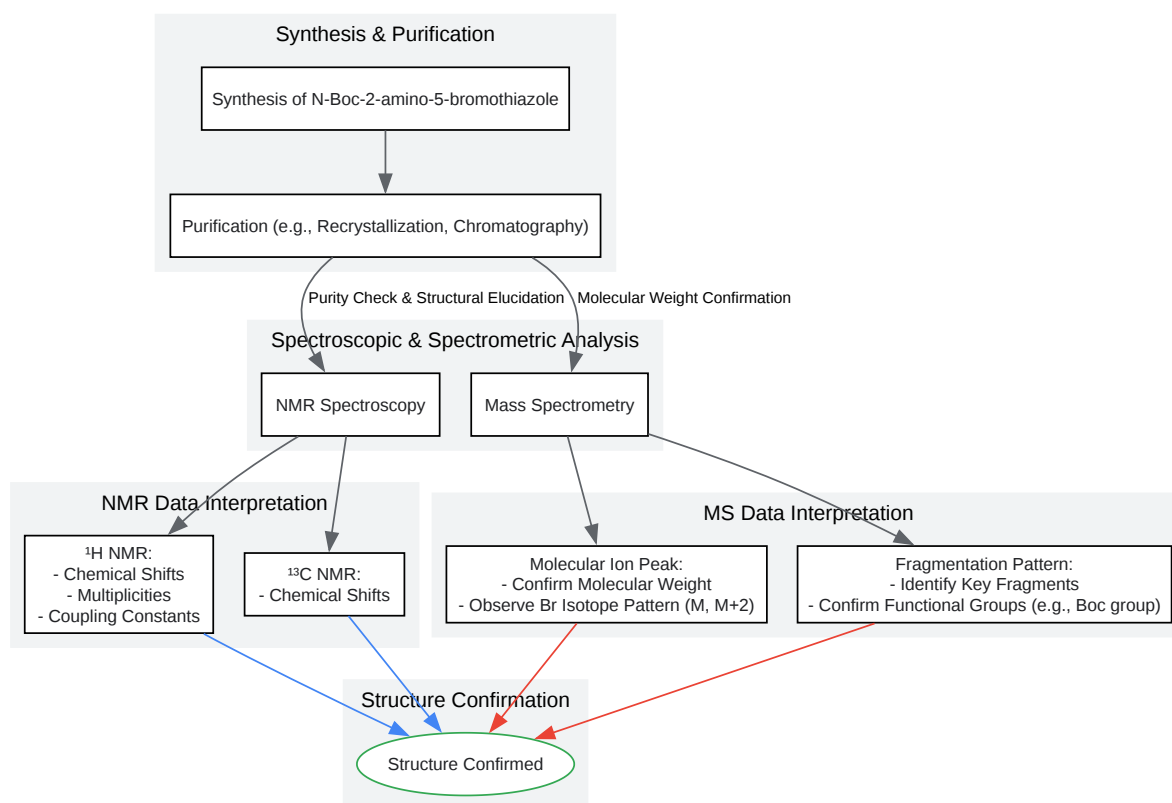 Synthesis & Purification
Synthesis of N-Boc-2-amino-5-bromothiazole
Purification (e.g., Recrystallization, Chromatography)
Purity Check & Structural Elucidation
Molecular Weight Confirmation
Spectroscopic & Spectrometric Analysis
NMR Spectroscopy
Mass Spectrometry
NMR Data Interpretation
¹H NMR:
- Chemical Shifts
- Multiplicities
- Coupling Constants
¹³C NMR:
- Chemical Shifts
MS Data Interpretation
Molecular Ion Peak:
- Confirm Molecular Weight
- Observe Br Isotope Pattern (M, M+2)
Fragmentation Pattern:
- Identify Key Fragments
- Confirm Functional Groups (e.g., Boc group)
Structure Confirmation
Structure Confirmed